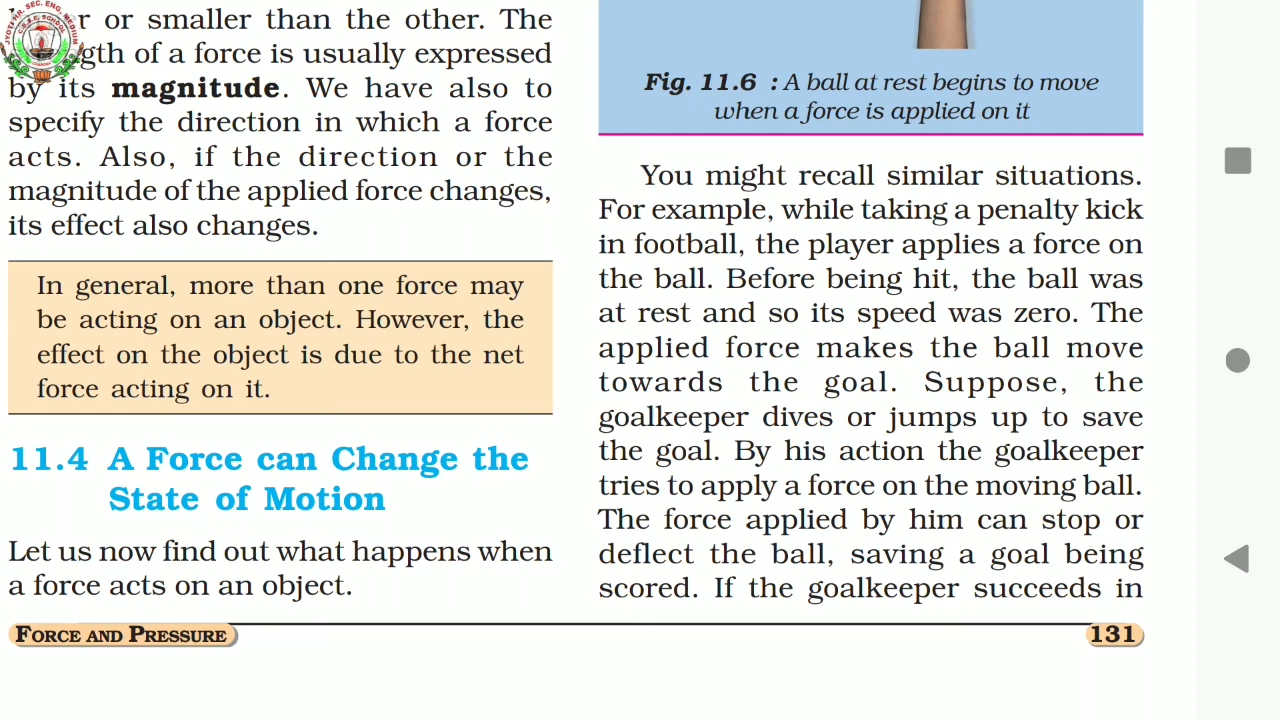 r or smaller than the other. The
gth of a force is usually expressed
by its magnitude. We have also to
specify the direction in which a force
acts. Also, if the direction or the
magnitude of the applied force changes,
its effect also changes.
In general, more than one force may
be acting on an object. However, the
effect on the object is due to the net
force acting on it.
11.4 A Force can Change the
State of Motion
Let us now find out what happens when
a force acts on an object.
Fig. 11.6 : A ball at rest begins to move
when a force is applied on it
You might recall similar situations.
For example, while taking a penalty kick
in football, the player applies a force on
the ball. Before being hit, the ball was
at rest and so its speed was zero. The
applied force makes the ball move
towards the goal. Suppose, the
goalkeeper dives or jumps up to save
the goal. By his action the goalkeeper
tries to apply a force on the moving ball.
The force applied by him can stop or
deflect the ball, saving a goal being
scored. If the goalkeeper succeeds in
FORCE AND PRESSURE
131
JYOTI HR. SEC. ENG. MEDIUM
C.B.S.E. SCHOOL